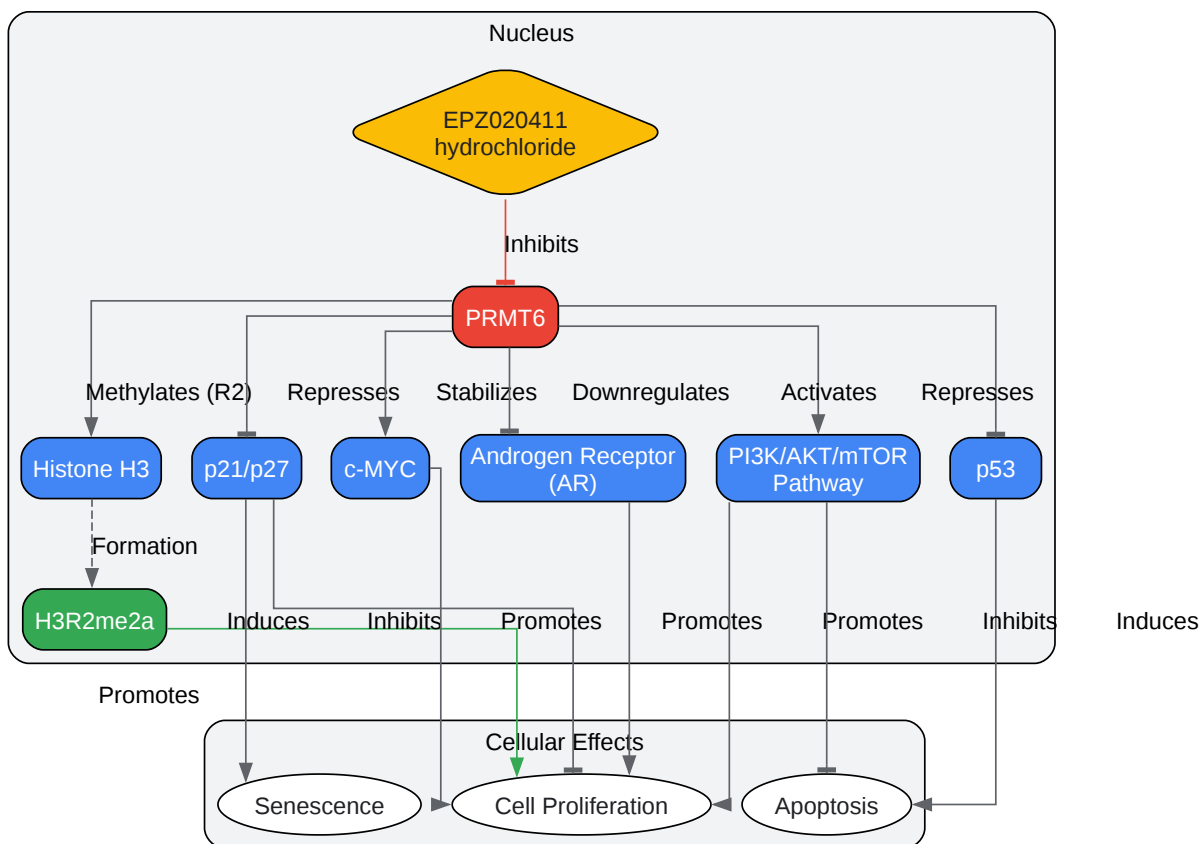 Nucleus
EPZ020411
hydrochloride
Inhibits
PRMT6
Methylates (R2)
Represses
Stabilizes
Downregulates
Activates
Represses
Histone H3
p21/p27
c-MYC
Androgen Receptor
(AR)
PI3K/AKT/mTOR
Pathway
p53
Formation
H3R2me2a
Induces
Inhibits
Promotes
Promotes
Promotes
Inhibits
Induces
Promotes
Cellular Effects
Senescence
Cell Proliferation
Apoptosis